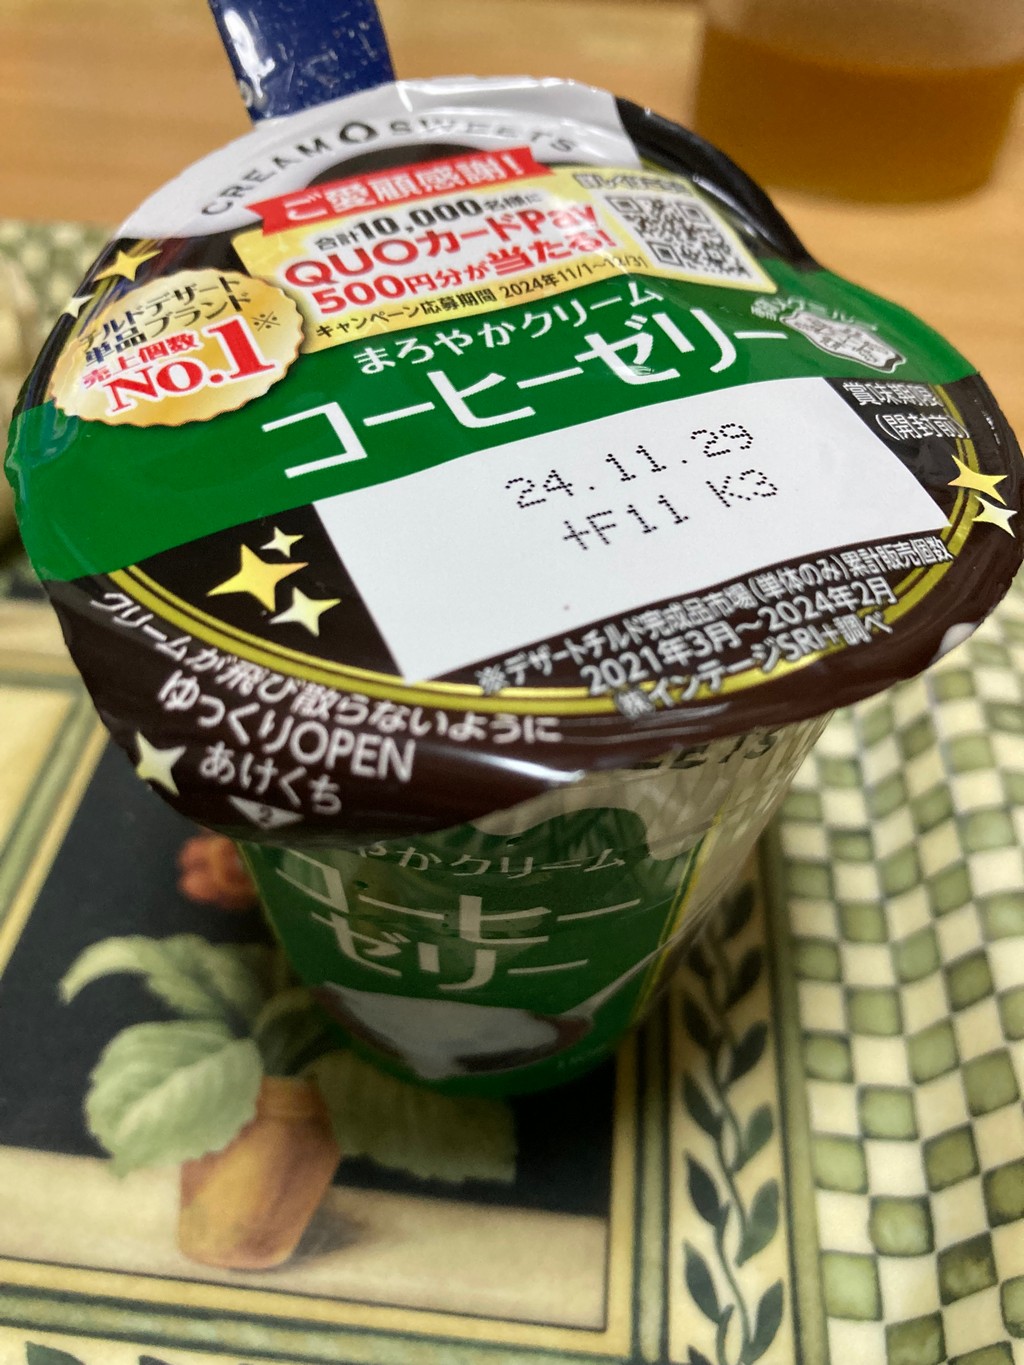 CREAM SWEETS
ご愛顧感謝!
合計10,000名様に
QUOカードPay
500円分が当たる!
キャンペーン応募期間 2024年11/1～12/31
チルドデザート
単品ブランド※
売上個数
No.1
まろやかクリーム
コーヒーゼリー
賞味期限
(開封前)
24.11.29
+F11 K3
※デザートチルド完成品市場(単体のみ)累計販売個数
2021年3月～2024年2月
㈱インテージSRI+調べ
クリームが飛び散らないように
ゆっくりOPEN
あけくち
2
EETS
やかクリーム
コーヒー
ゼリー